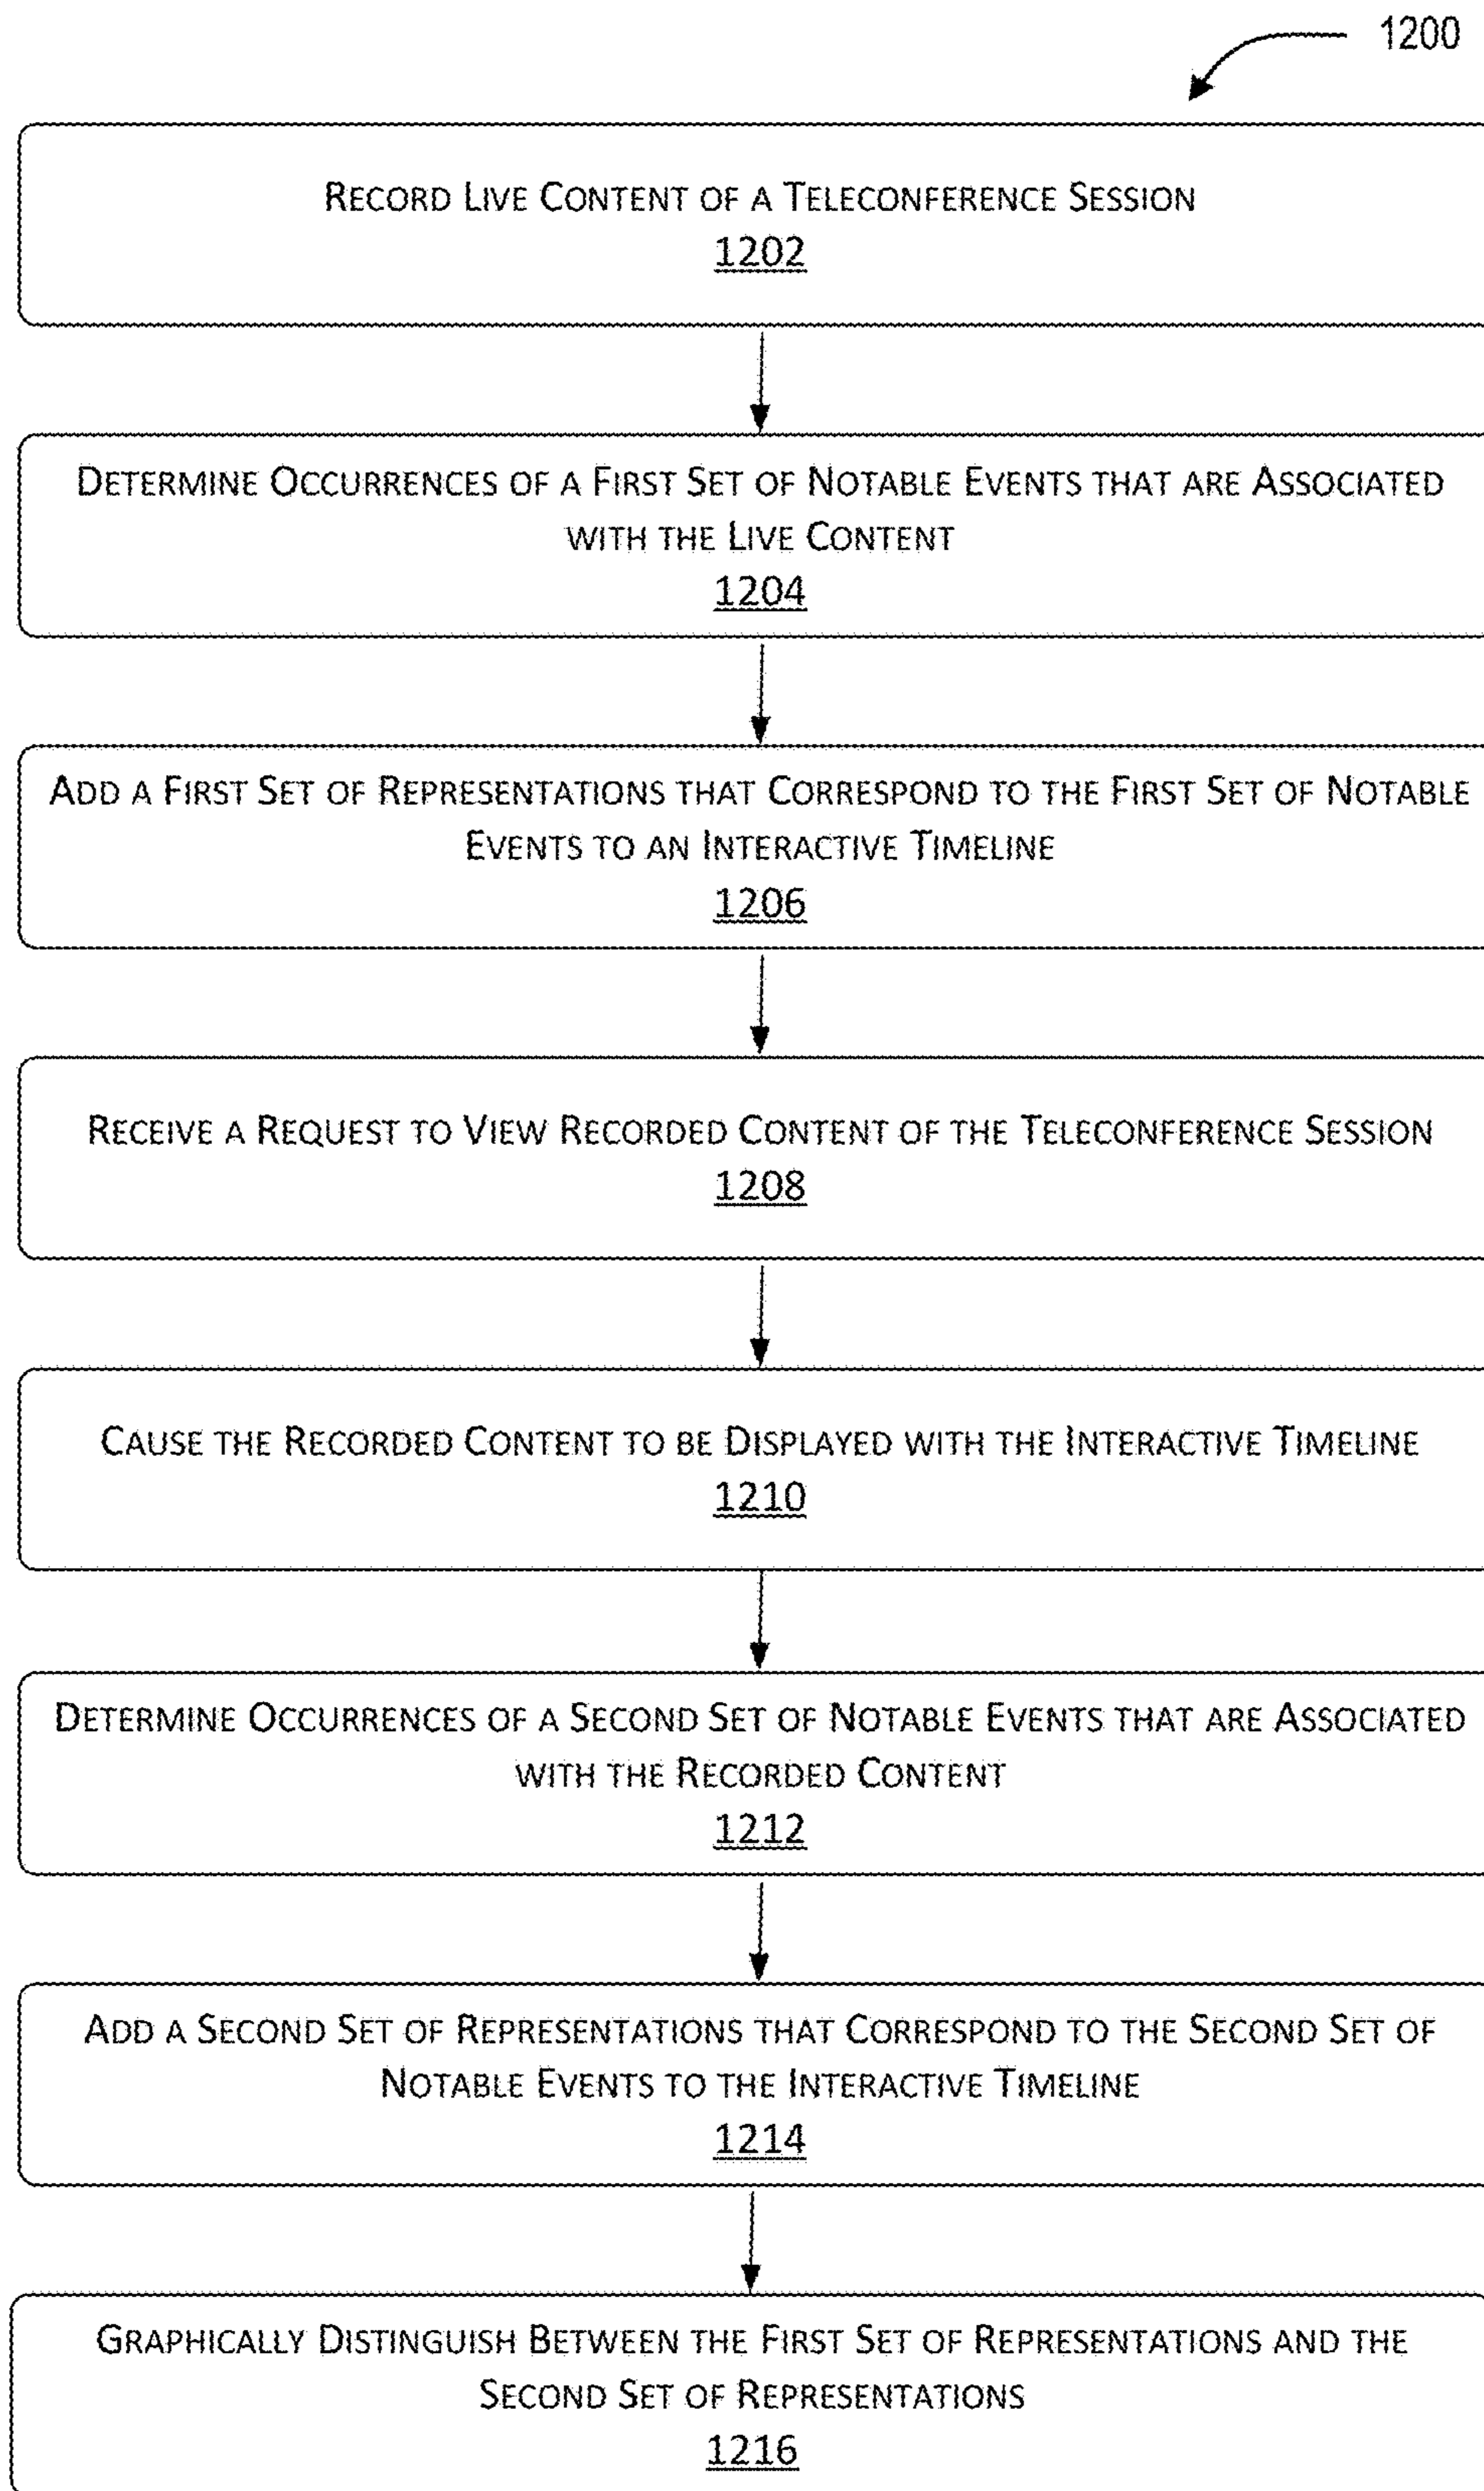 1200
RECORD LIVE CONTENT OF A TELECONFERENCE SESSION
1202
DETERMINE OCCURRENCES OF A FIRST SET OF NOTABLE EVENTS THAT ARE ASSOCIATED
WITH THE LIVE CONTENT
1204
ADD A FIRST SET OF REPRESENTATIONS THAT CORRESPOND TO THE FIRST SET OF NOTABLE
EVENTS TO AN INTERACTIVE TIMELINE
1206
RECEIVE A REQUEST TO VIEW RECORDED CONTENT OF THE TELECONFERENCE SESSION
1208
CAUSE THE RECORDED CONTENT TO BE DISPLAYED WITH THE INTERACTIVE TIMELINE
1210
DETERMINE OCCURRENCES OF A SECOND SET OF NOTABLE EVENTS THAT ARE ASSOCIATED
WITH THE RECORDED CONTENT
1212
ADD A SECOND SET OF REPRESENTATIONS THAT CORRESPOND TO THE SECOND SET OF
NOTABLE EVENTS TO THE INTERACTIVE TIMELINE
1214
GRAPHICALLY DISTINGUISH BETWEEN THE FIRST SET OF REPRESENTATIONS AND THE
SECOND SET OF REPRESENTATIONS
1216